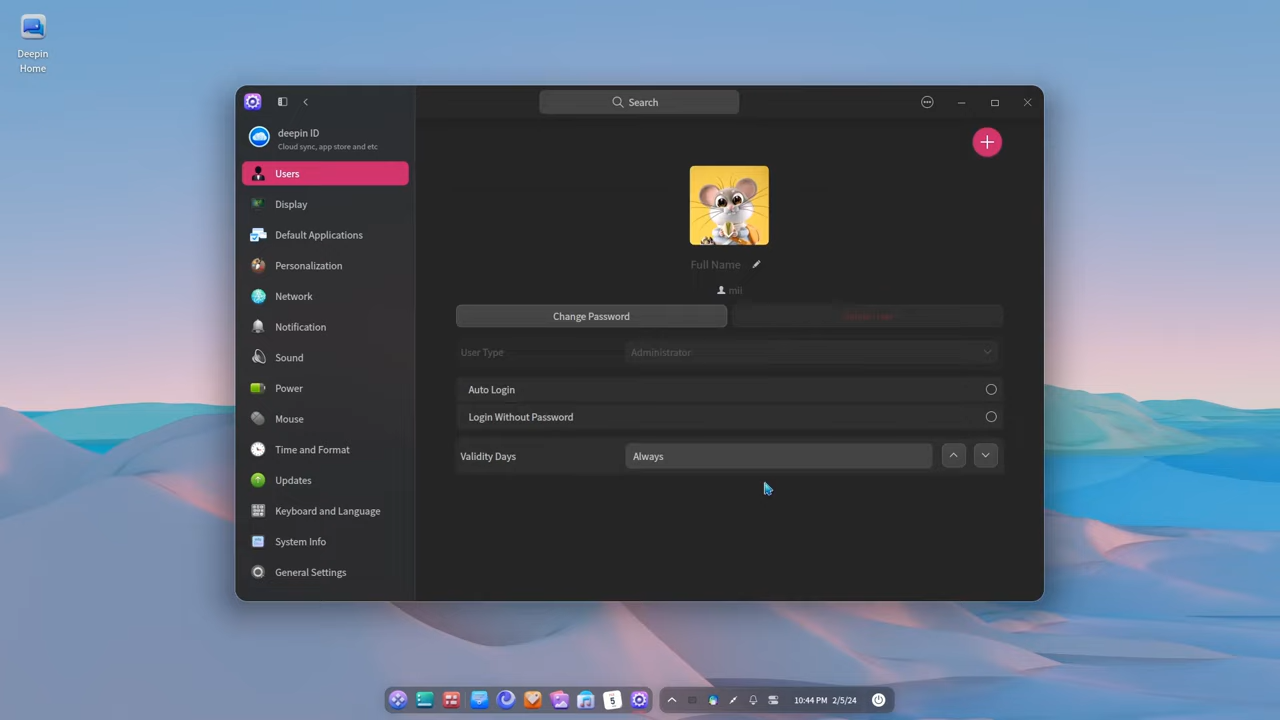 Deepin
Home
Search
deepin ID
Cloud sync, app store and etc
Users
Display
Default Applications
Personalization
Network
Notification
Sound
Power
Mouse
Time and Format
Updates
Keyboard and Language
System Info
General Settings
Full Name
mii
Change Password
User Type
Administrator
Auto Login
Login Without Password
Validity Days
Always
5
10:44 PM 2/5/24